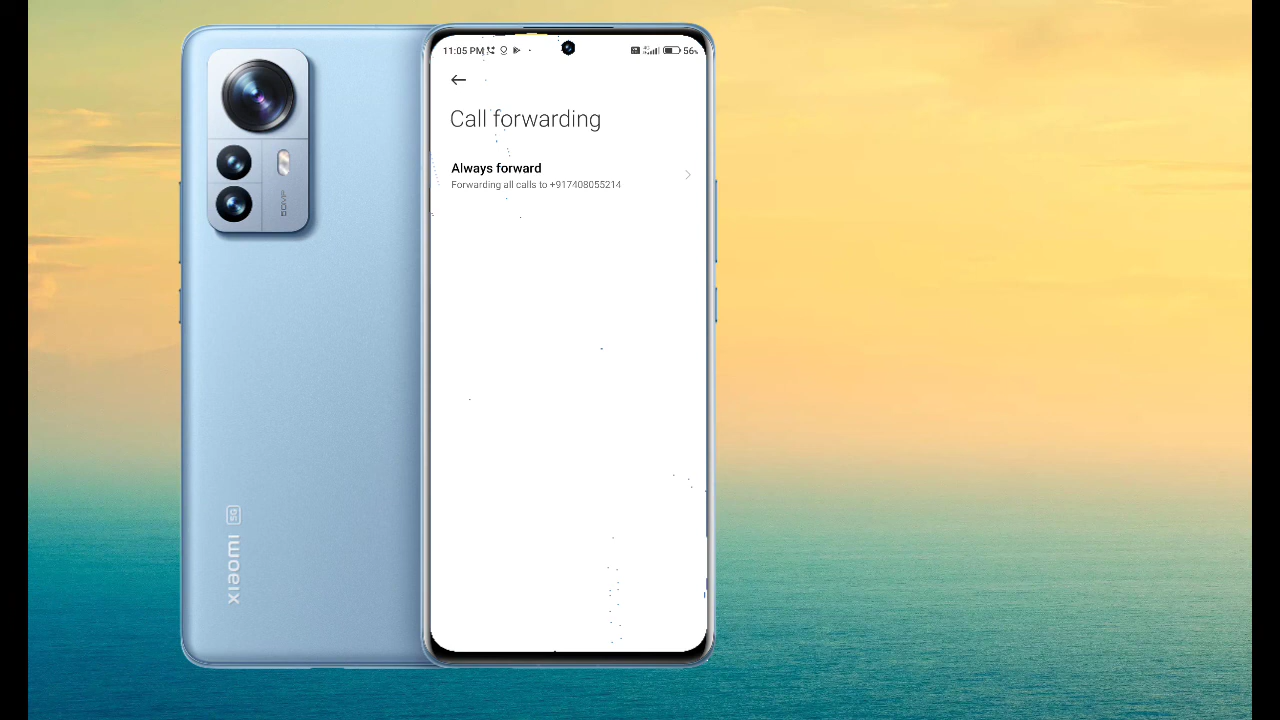 11:05 PM
56%
Call forwarding
Always forward
Forwarding all calls to +917408055214
50MP
xiaomi 5G